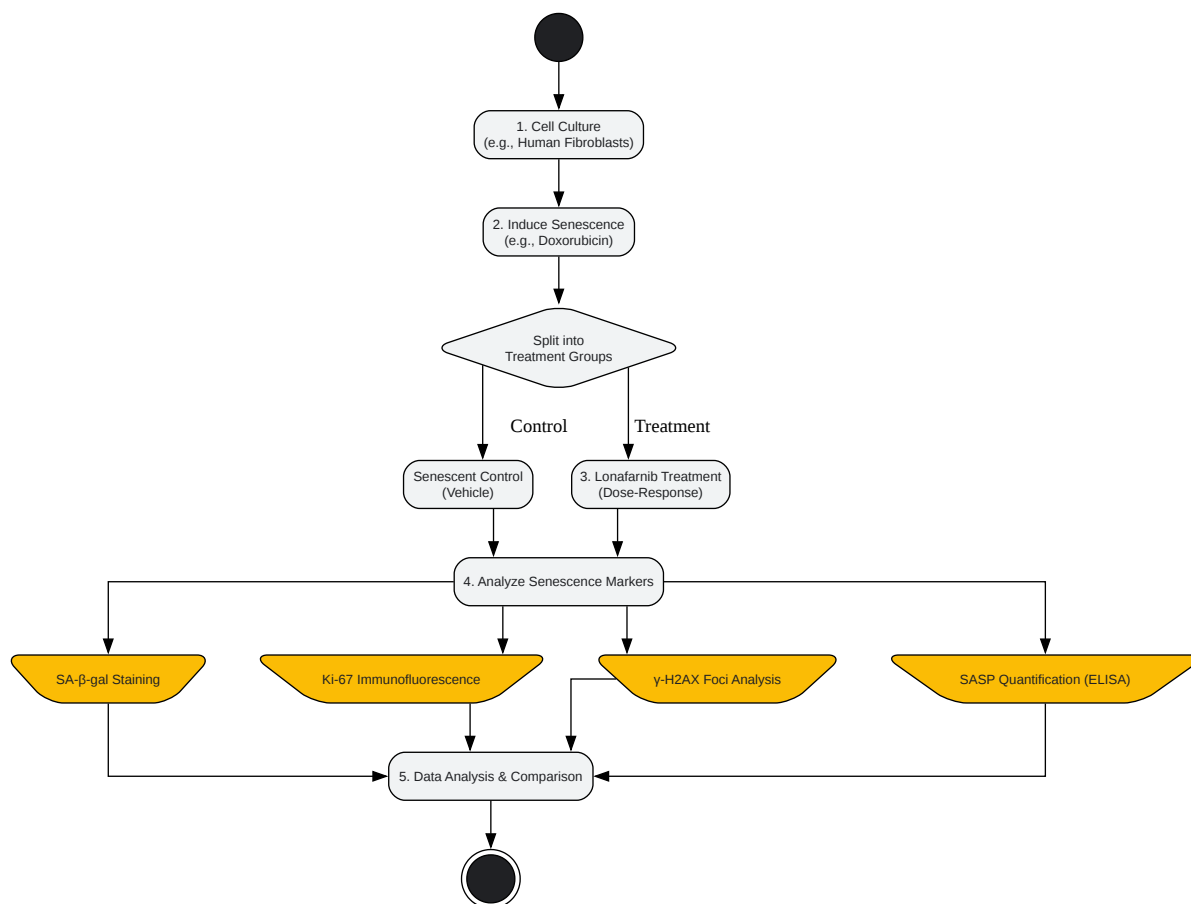 1. Cell Culture
(e.g., Human Fibroblasts)
2. Induce Senescence
(e.g., Doxorubicin)
Split into
Treatment Groups
Control
Treatment
Senescent Control
(Vehicle)
3. Lonafarnib Treatment
(Dose-Response)
4. Analyze Senescence Markers
SA-β-gal Staining
Ki-67 Immunofluorescence
γ-H2AX Foci Analysis
SASP Quantification (ELISA)
5. Data Analysis & Comparison